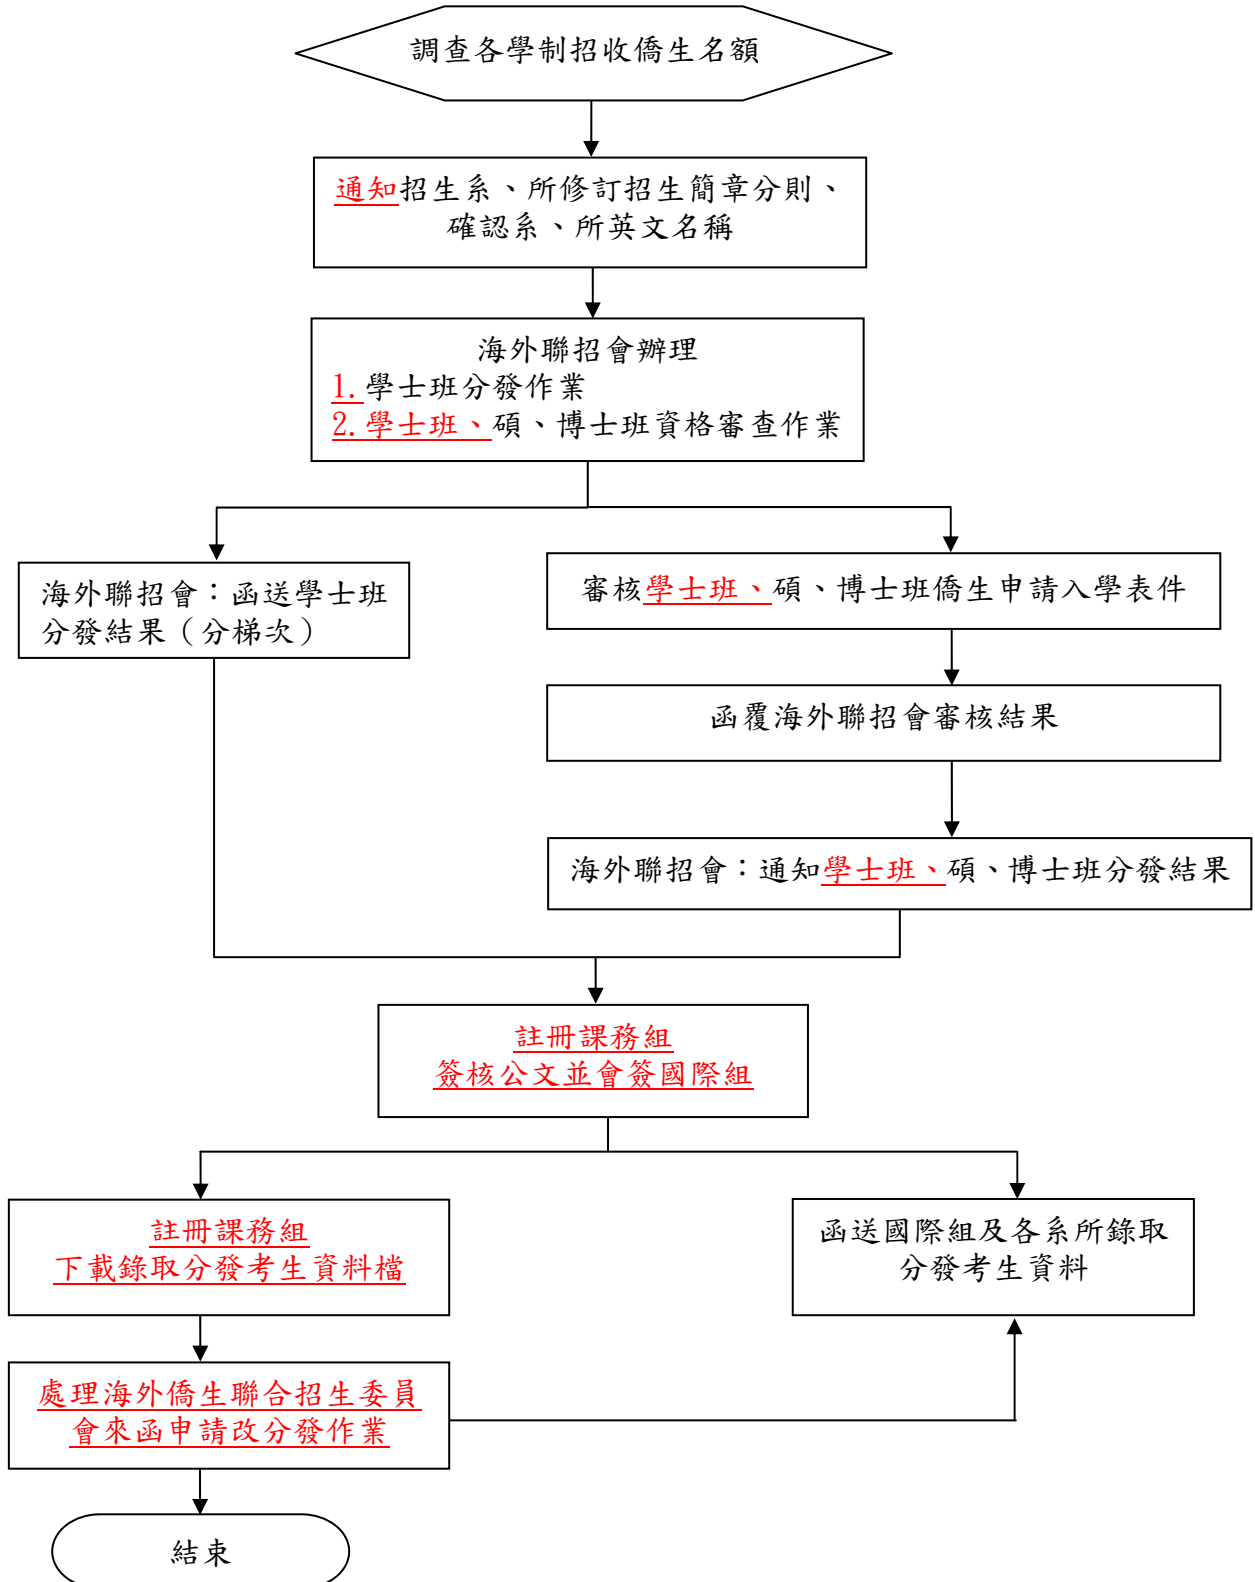 調查各學制招收僑生名額
通知招生系、所修訂招生簡章分則、
確認系、所英文名稱
海外聯招會辦理
1.學士班分發作業
2.學士班、碩、博士班資格審查作業
海外聯招會：函送學士班
分發結果（分梯次）
審核學士班、碩、博士班僑生申請入學表件
函覆海外聯招會審核結果
海外聯招會：通知學士班、碩、博士班分發結果
註冊課務組
簽核公文並會簽國際組
註冊課務組
下載錄取分發考生資料檔
函送國際組及各系所錄取
分發考生資料
處理海外僑生聯合招生委員
會來函申請改分發作業
結束